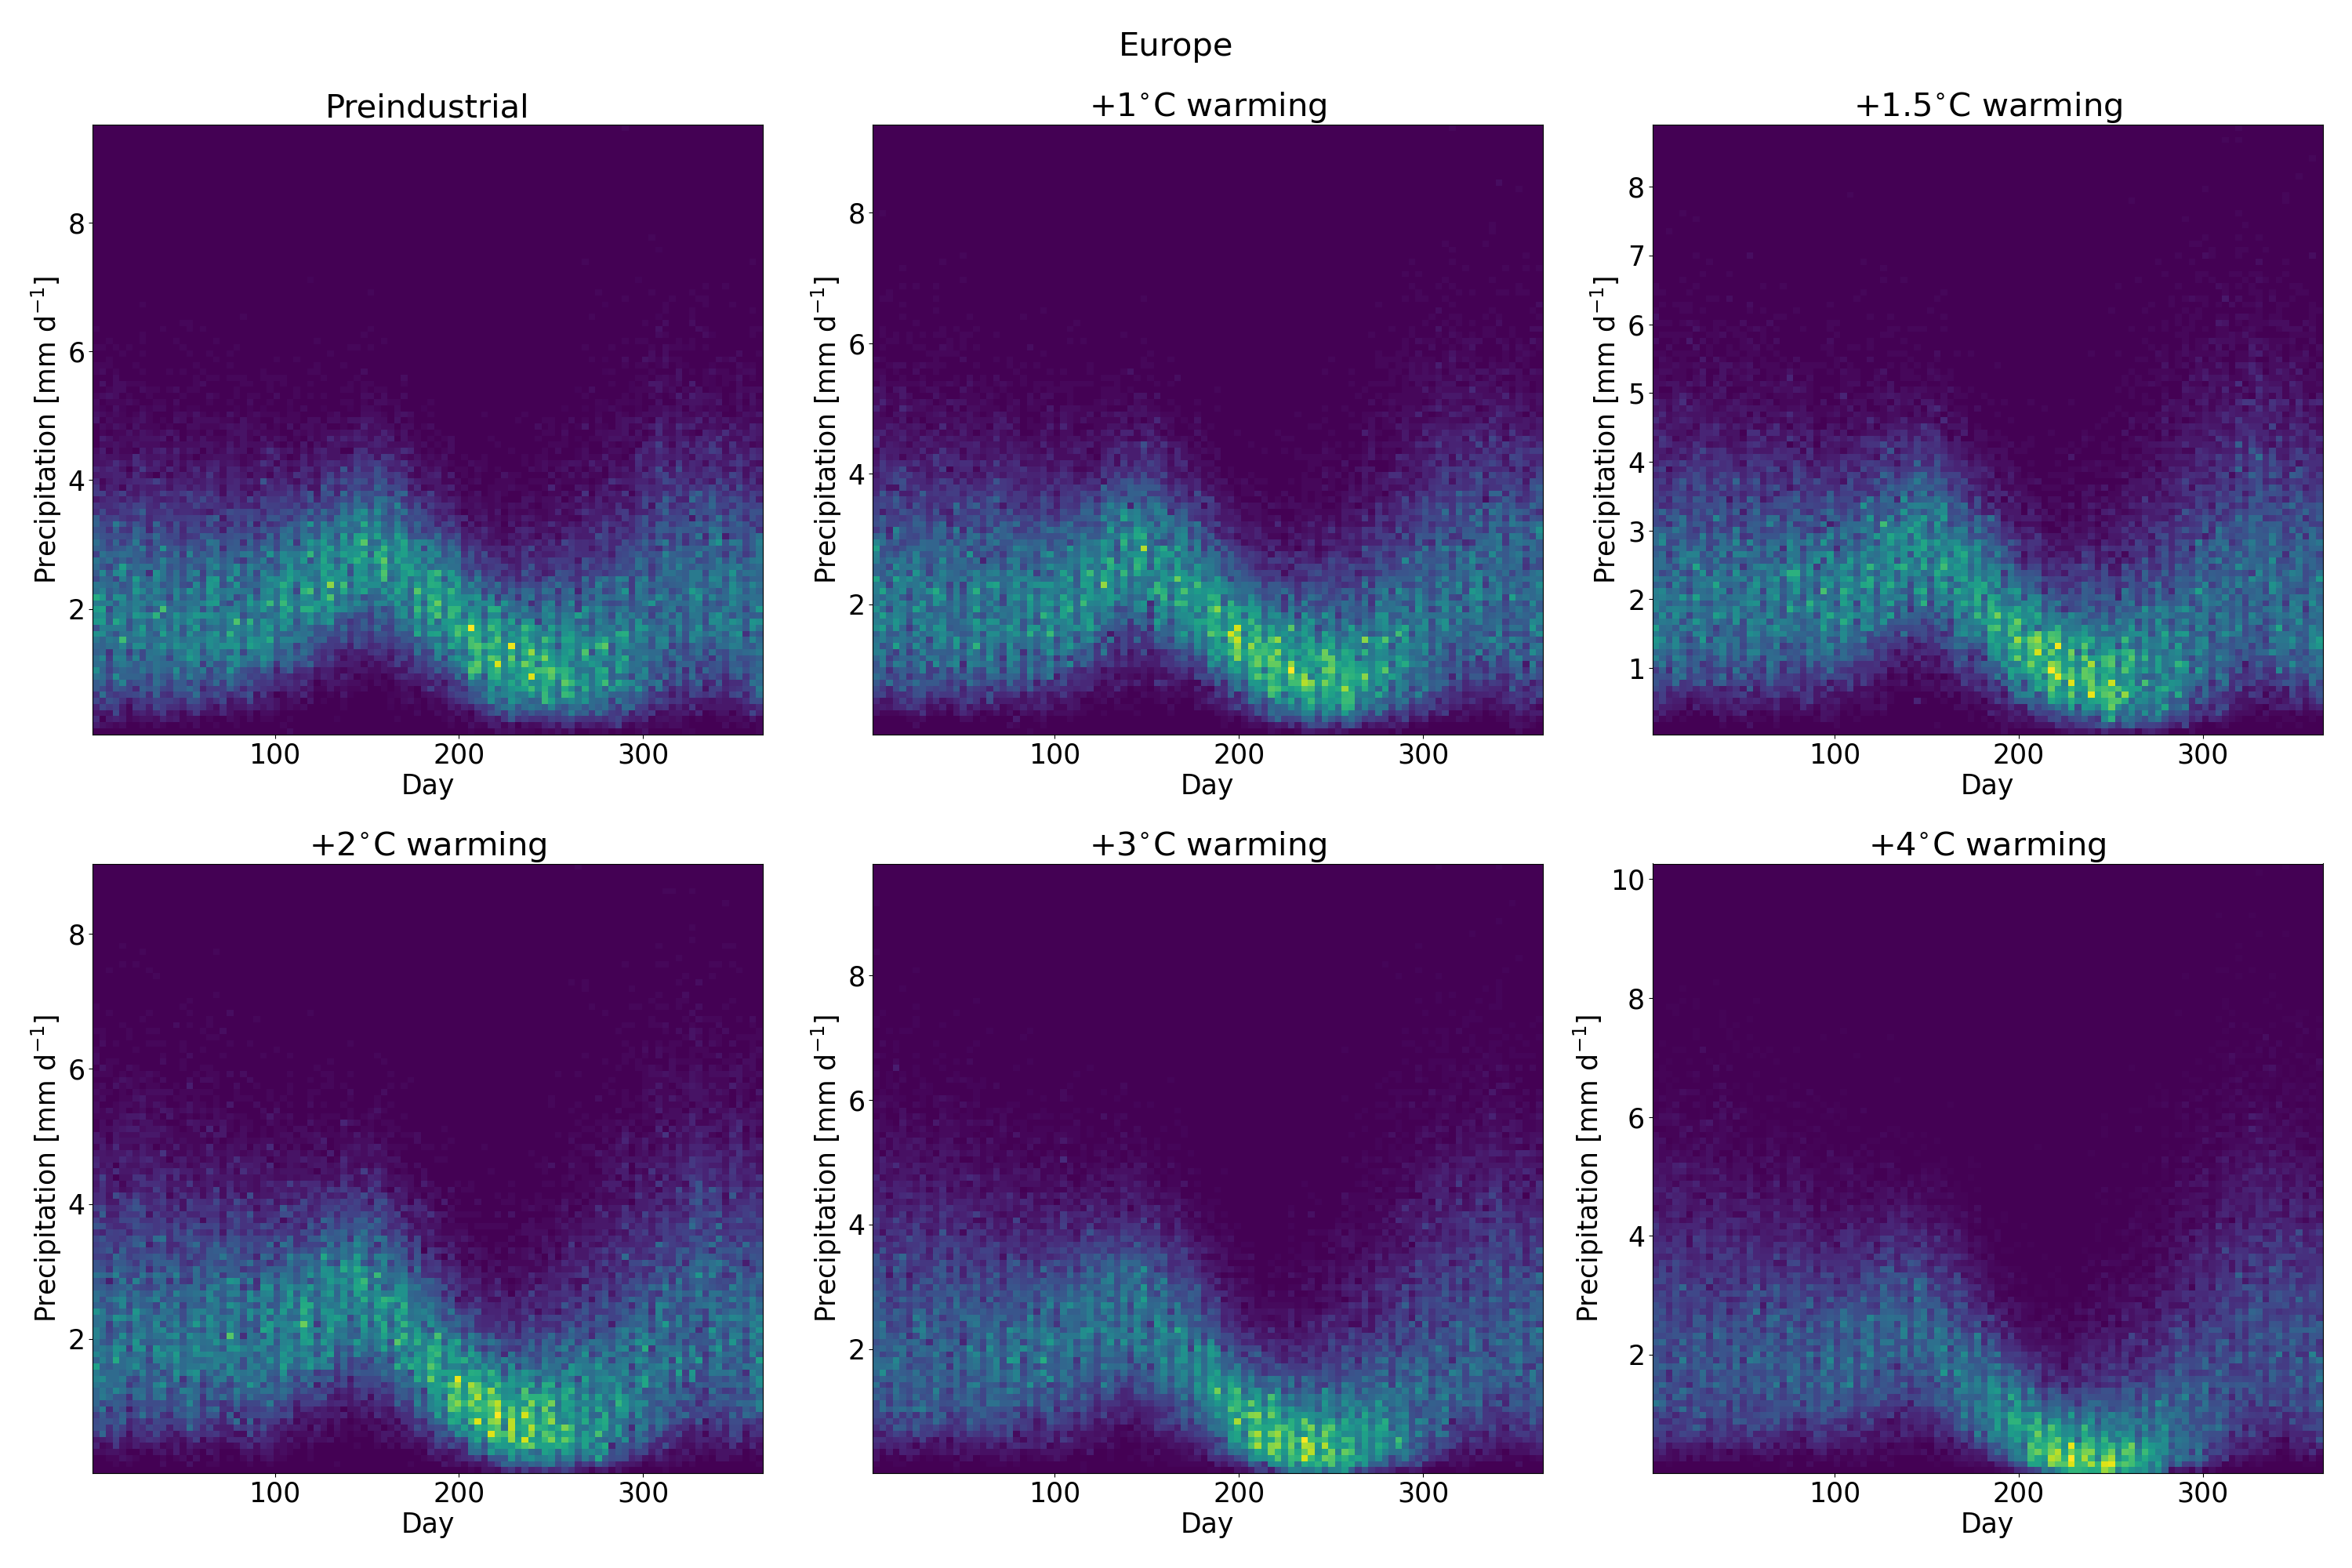 Europe
Preindustrial
+1°C warming
+1.5°C warming
8
6
4
2
Precipitation [mm d⁻¹]
100
200
300
Day
8
6
4
2
Precipitation [mm d⁻¹]
100
200
300
Day
8
7
6
5
4
3
2
1
Precipitation [mm d⁻¹]
100
200
300
Day
+2°C warming
+3°C warming
+4°C warming
8
6
4
2
Precipitation [mm d⁻¹]
100
200
300
Day
8
6
4
2
Precipitation [mm d⁻¹]
100
200
300
Day
10
8
6
4
2
Precipitation [mm d⁻¹]
100
200
300
Day